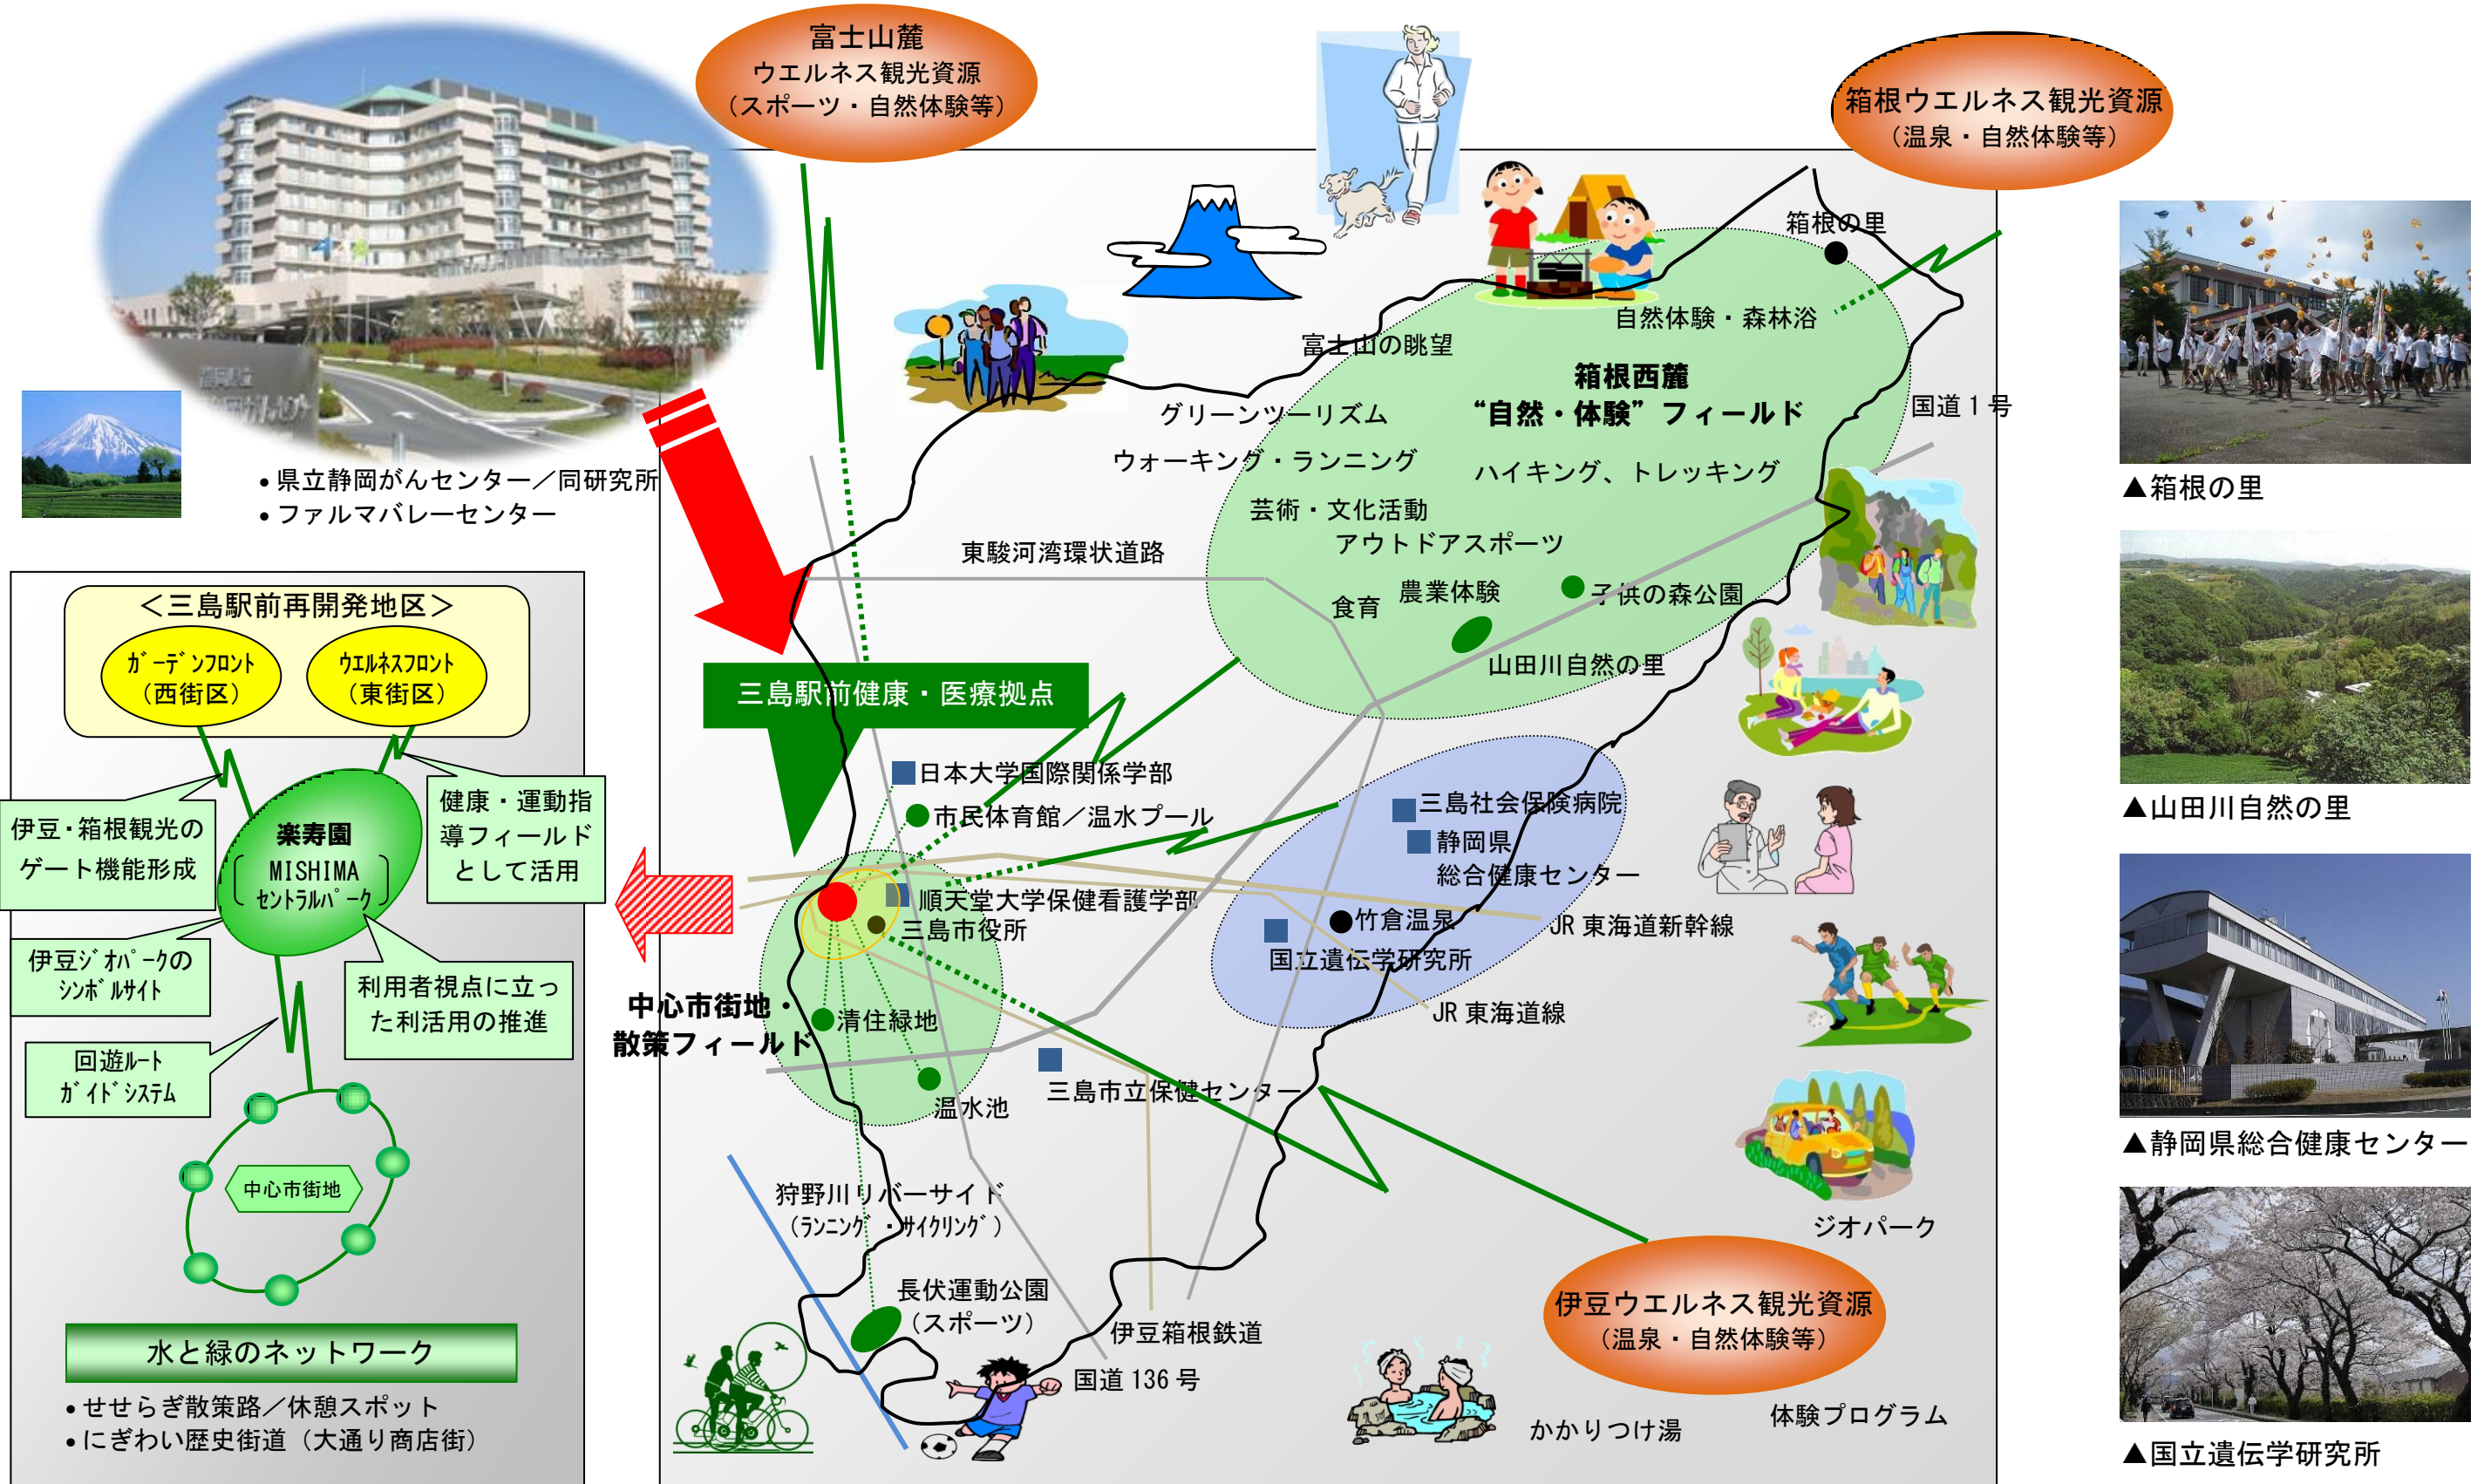 富士山麓
ウエルネス観光資源
（スポーツ・自然体験等）
箱根ウエルネス観光資源
（温泉・自然体験等）
箱根の里
自然体験・森林浴
富士山の眺望
箱根西麓
“自然・体験”フィールド
国道１号
グリーンツーリズム
ウォーキング・ランニング
ハイキング、トレッキング
芸術・文化活動
アウトドアスポーツ
東駿河湾環状道路
農業体験
食育
子供の森公園
山田川自然の里
•県立静岡がんセンター／同研究所
•ファルマバレーセンター
＜三島駅前再開発地区＞
ｶﾞｰﾃﾞﾝﾌﾛﾝﾄ
（西街区）
ｳｴﾙﾈｽﾌﾛﾝﾄ
（東街区）
伊豆・箱根観光の
ゲート機能形成
健康・運動指
導フィールド
として活用
楽寿園
MISHIMA
ｾﾝﾄﾗﾙﾊﾟｰｸ
伊豆ｼﾞｵﾊﾟｰｸの
ｼﾝﾎﾞﾙｻｲﾄ
利用者視点に立っ
た利活用の推進
回遊ﾙｰﾄ
ｶﾞｲﾄﾞｼｽﾃﾑ
中心市街地
水と緑のネットワーク
•せせらぎ散策路／休憩スポット
•にぎわい歴史街道（大通り商店街）
三島駅前健康・医療拠点
日本大学国際関係学部
市民体育館／温水プール
順天堂大学保健看護学部
三島市役所
中心市街地・
散策フィールド
清住緑地
温水池
三島市立保健センター
三島社会保険病院
静岡県
総合健康センター
竹倉温泉
国立遺伝学研究所
JR 東海道新幹線
JR 東海道線
狩野川リバーサイド
（ﾗﾝﾆﾝｸﾞ・ｻｲｸﾘﾝｸﾞ）
長伏運動公園
（スポーツ）
伊豆箱根鉄道
国道 136 号
ジオパーク
伊豆ウエルネス観光資源
（温泉・自然体験等）
かかりつけ湯
体験プログラム
▲箱根の里
▲山田川自然の里
▲静岡県総合健康センター
▲国立遺伝学研究所